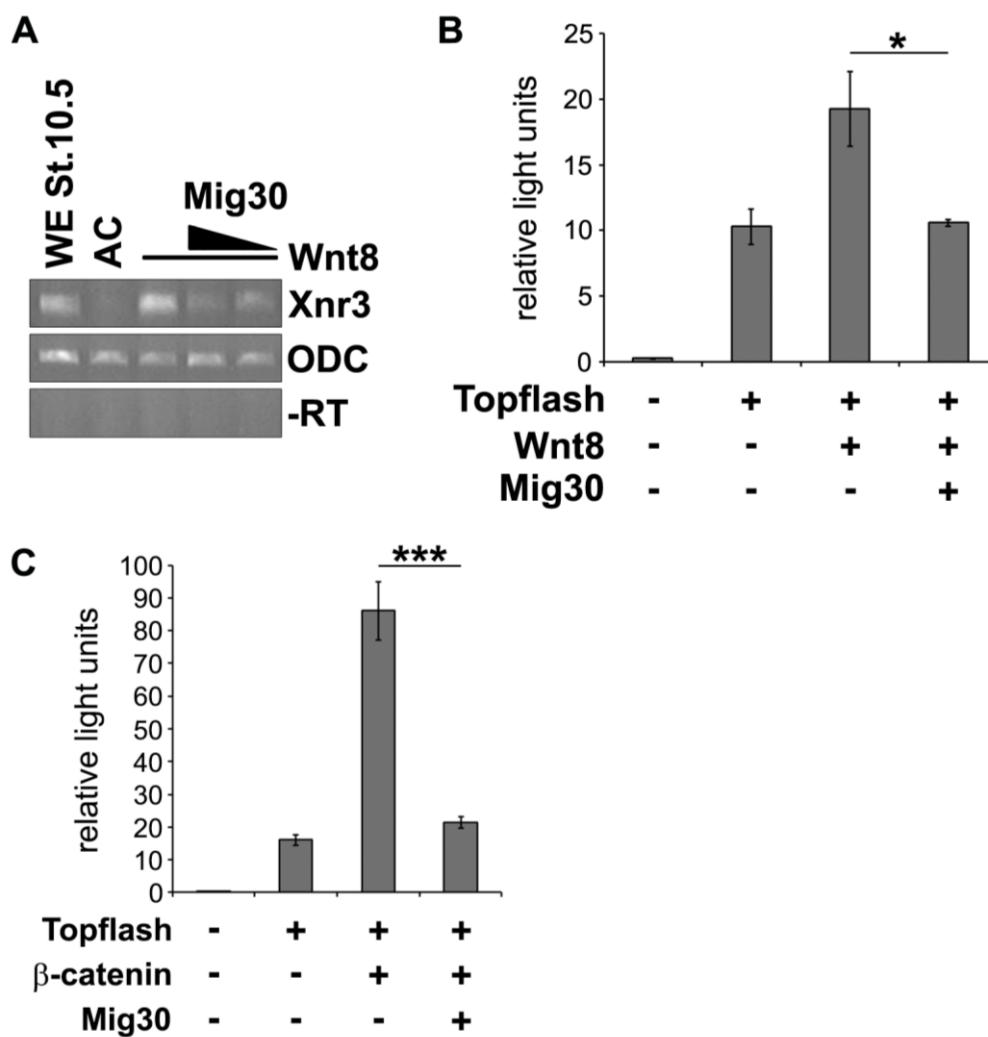 A
WE St.10.5
AC
Mig30
Wnt8
Xnr3
ODC
-RT
B
relative light units
25
20
15
10
5
0
*
Topflash - + + +
Wnt8 - - + +
Mig30 - - - +
C
relative light units
100
90
80
70
60
50
40
30
20
10
0
***
Topflash - + + +
β-catenin - - + +
Mig30 - - - +